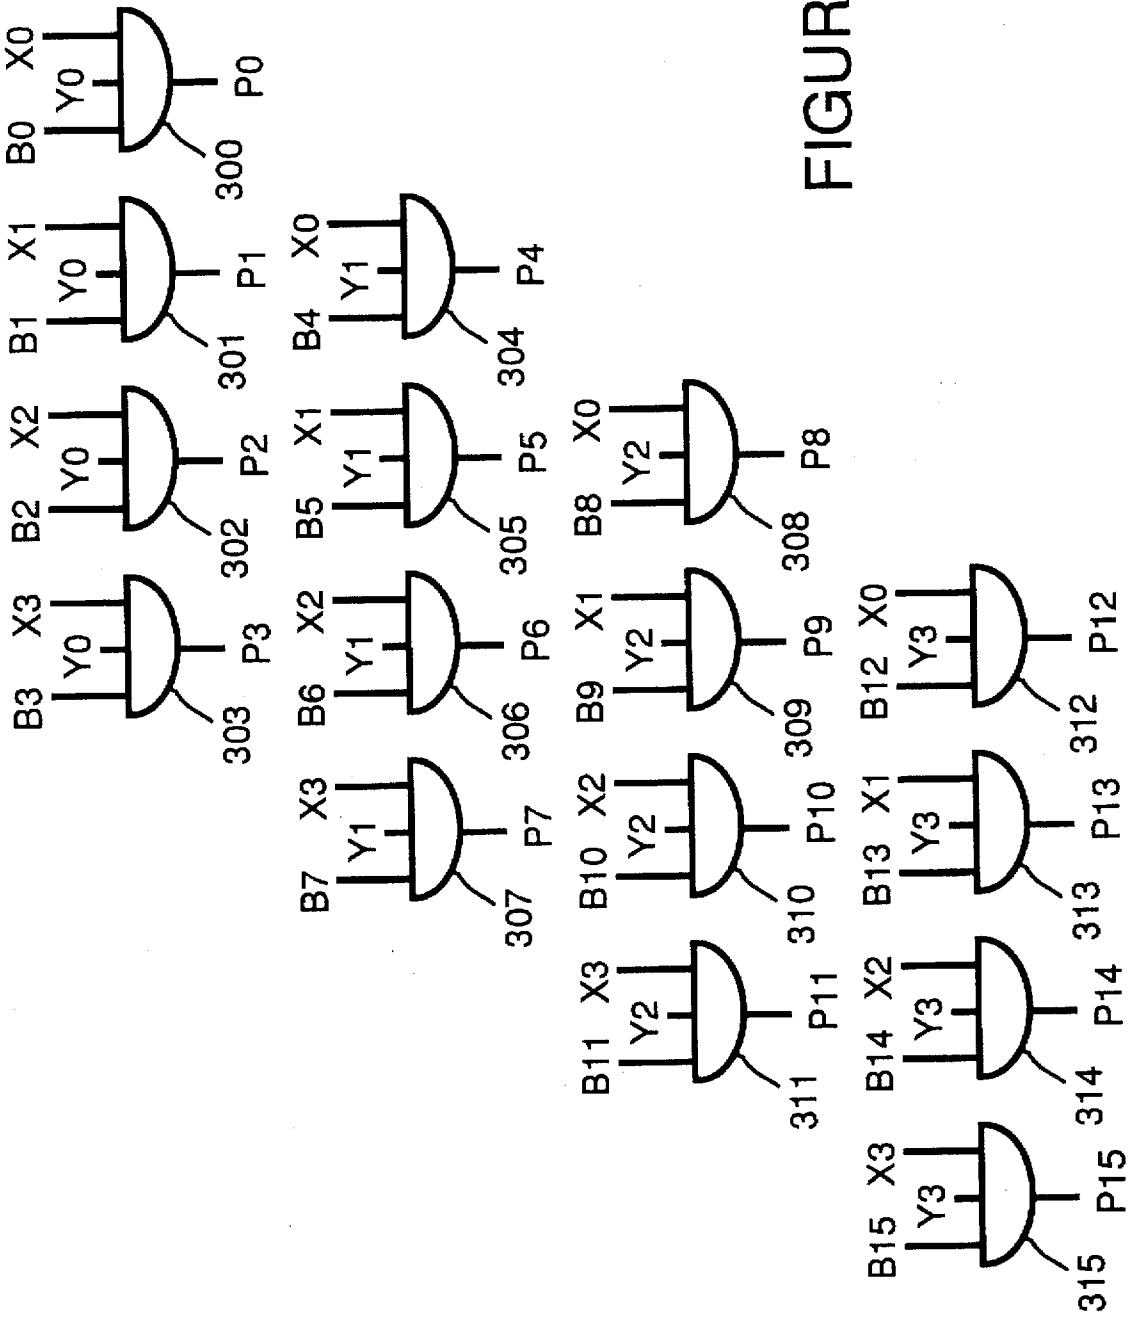 B3 X3 B2 X2 B1 X1 B0 X0
Y0 Y0 Y0 Y0
303 P3 302 P2 301 P1 300 P0
B7 X3 B6 X2 B5 X1 B4 X0
Y1 Y1 Y1 Y1
307 P7 306 P6 305 P5 304 P4
B11 X3 B10 X2 B9 X1 B8 X0
Y2 Y2 Y2 Y2
311 P11 310 P10 309 P9 308 P8
B15 X3 B14 X2 B13 X1 B12 X0
Y3 Y3 Y3 Y3
315 P15 314 P14 313 P13 312 P12
FIGUR